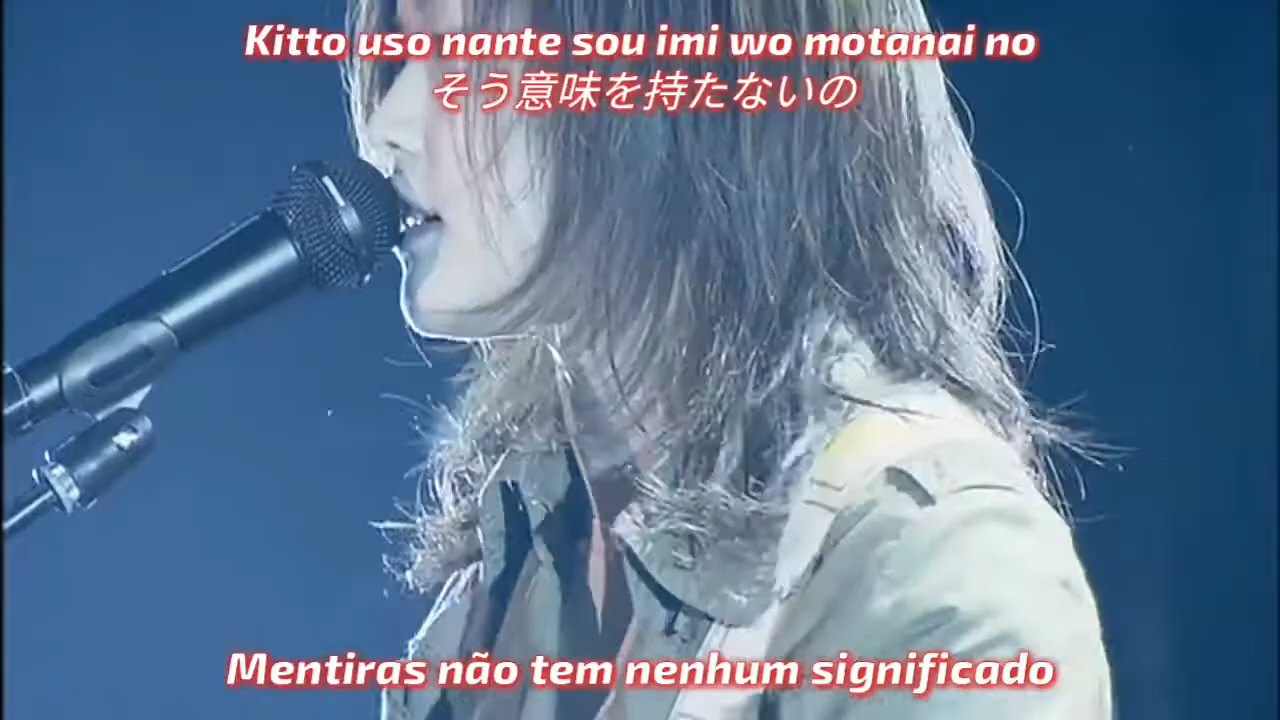 Kitto uso nante sou imi wo motanai no
そう意味を持たないの
Mentiras não tem nenhum significado